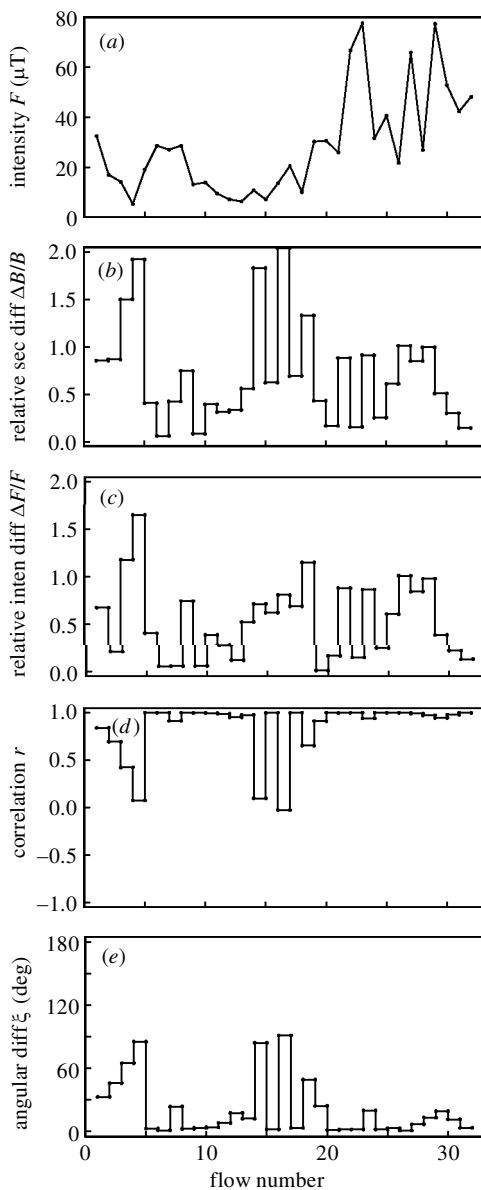 80
(a)
60
40
20
0
intensity F (μT)
2.0
(b)
1.5
1.0
0.5
0.0
relative sec diff ΔB/B
2.0
(c)
1.5
1.0
0.5
0.0
relative inten diff ΔF/F
1.0
(d)
0.5
0.0
−0.5
−1.0
correlation r
180
(e)
120
60
0
angular diff ξ (deg)
0 10 20 30
flow number